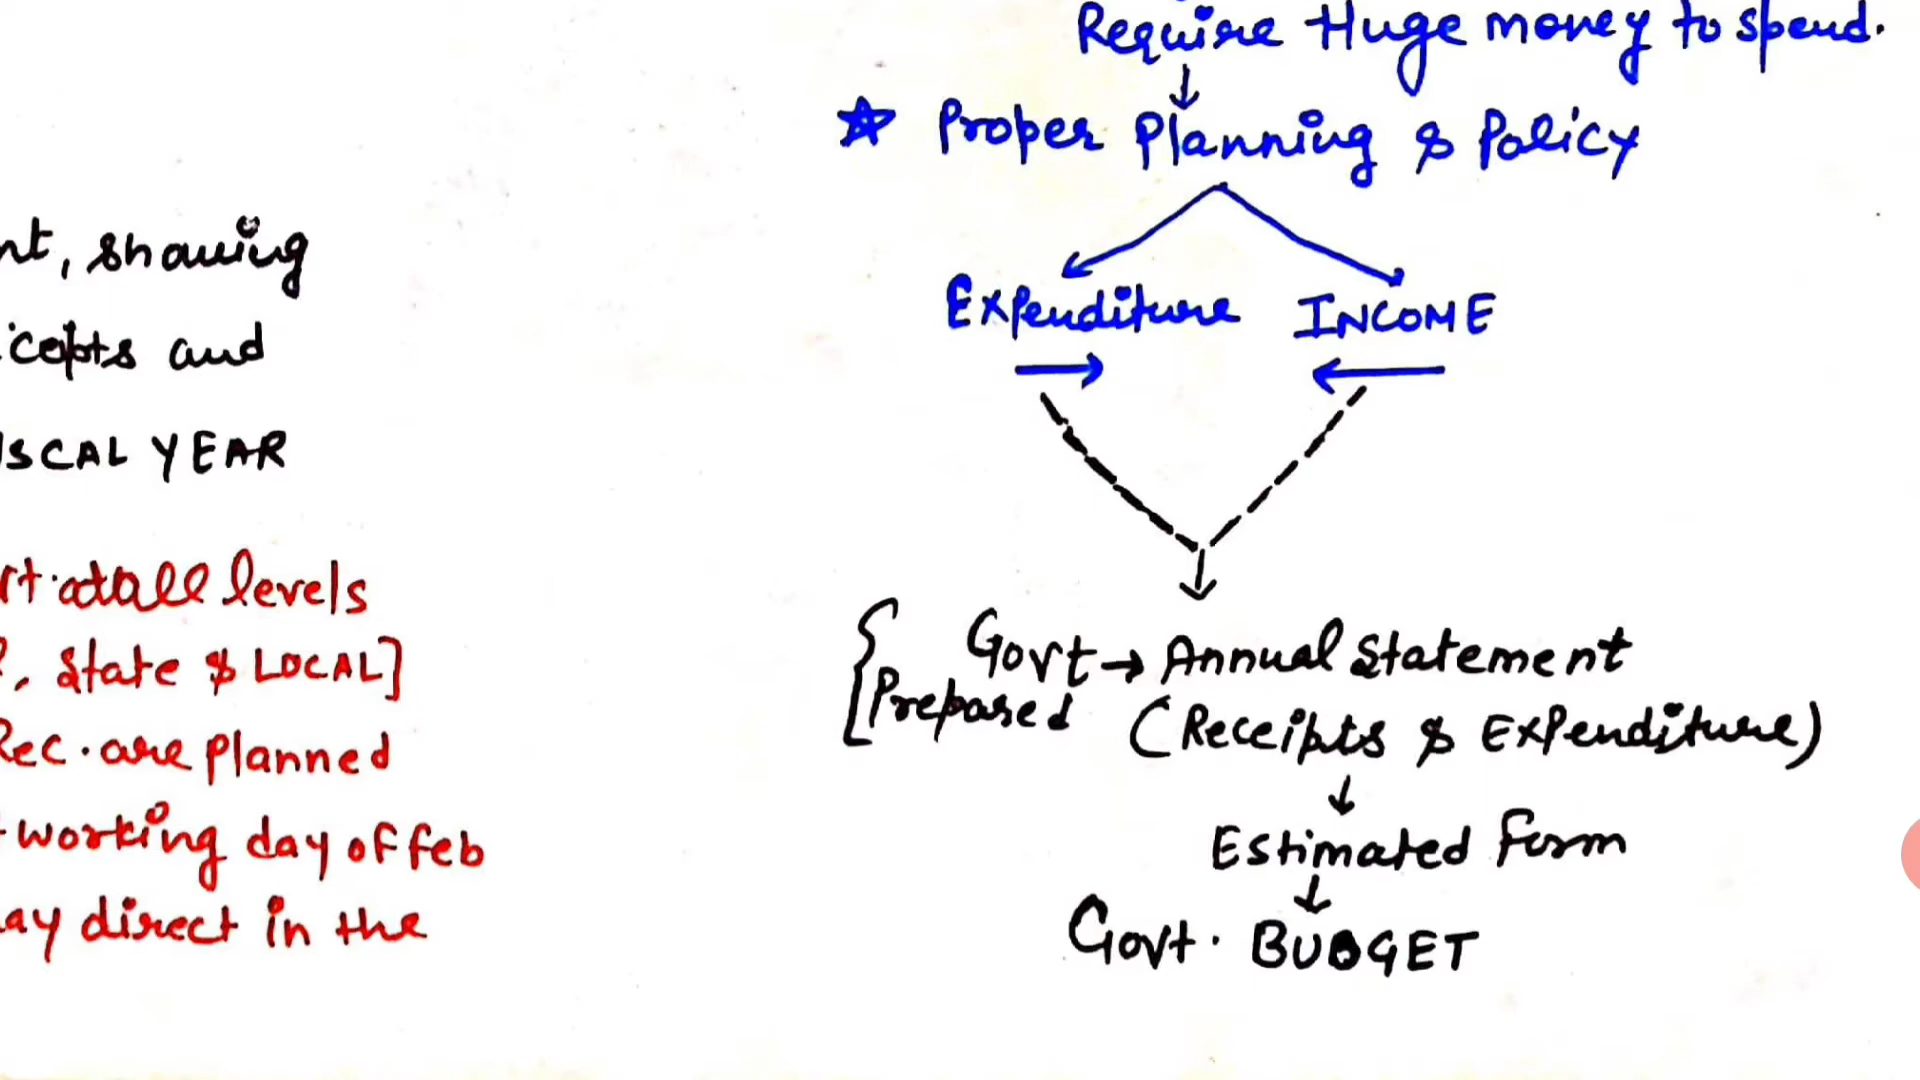 nt, showing
icepts and
ISCAL YEAR
rt. at all levels
, State & LOCAL]
Rec. are planned
working day of feb
ay direct in the
Require Huge money to spend.
Proper Planning & Policy
Expenditure INCOME
Govt → Annual Statement
Prepared (Receipts & Expenditure)
Estimated Form
Govt. BUDGET